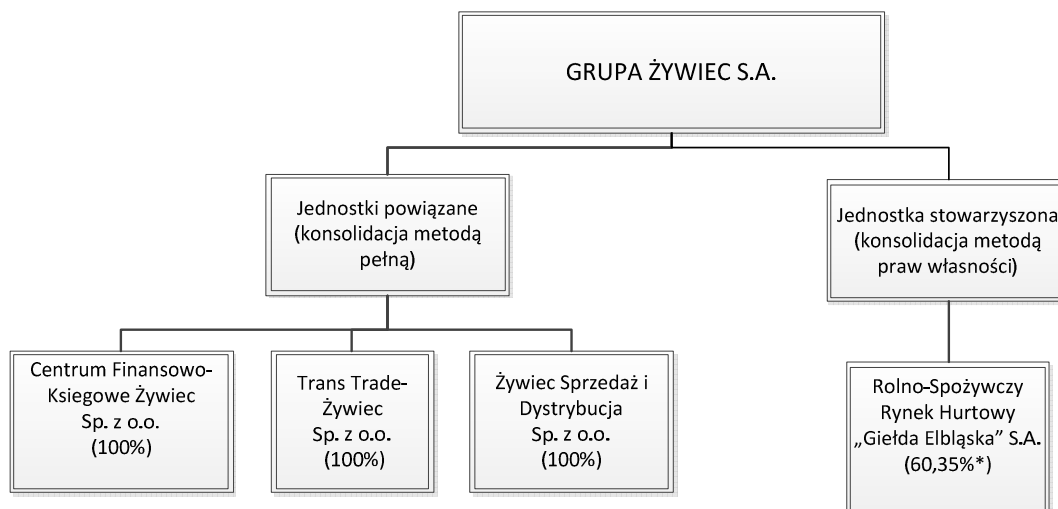 GRUPA ŻYWIEC S.A.
Jednostki powiązane
(konsolidacja metodą
pełną)
Jednostka stowarzyszona
(konsolidacja metodą
praw własności)
Centrum Finansowo-
Księgowe Żywiec
Sp. z o.o.
(100%)
Trans Trade-
Żywiec
Sp. z o.o.
(100%)
Żywiec Sprzedaż i
Dystrybucja
Sp. z o.o.
(100%)
Rolno-Spożywczy
Rynek Hurtowy
„Giełda Elbląska” S.A.
(60,35%*)